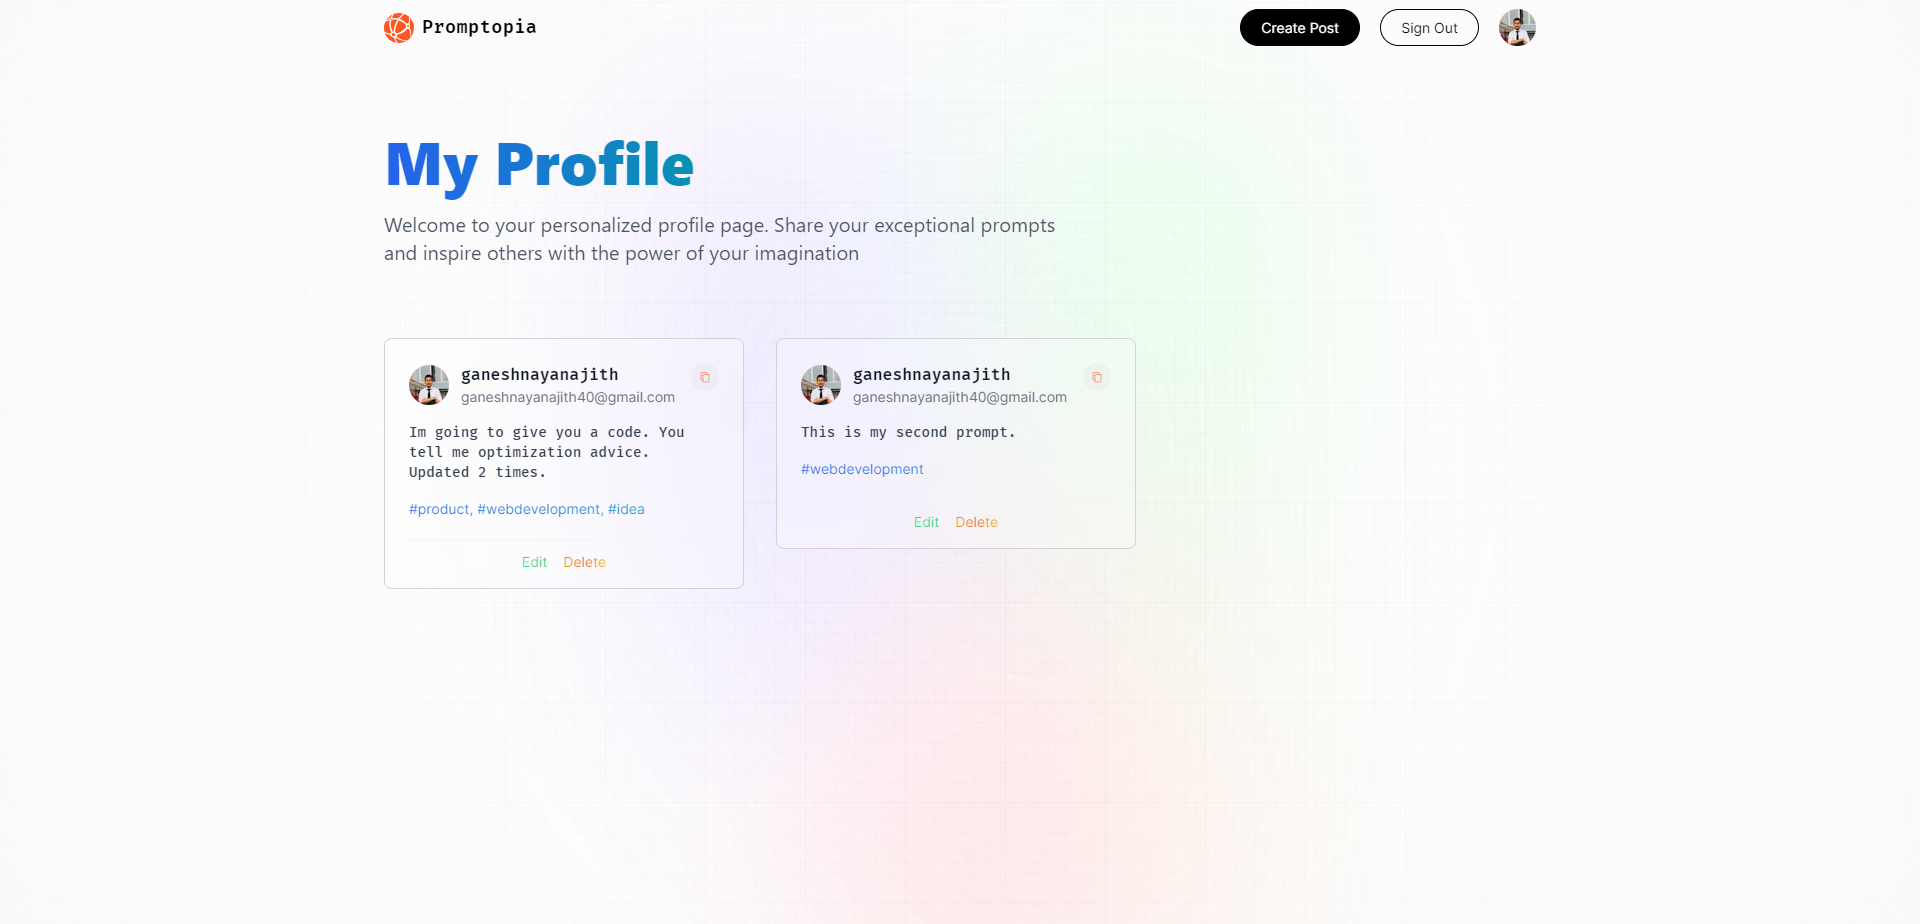 Promptopia
Create Post
Sign Out
My Profile
Welcome to your personalized profile page. Share your exceptional prompts
and inspire others with the power of your imagination
ganeshnayanajith
ganeshnayanajith40@gmail.com
Im going to give you a code. You
tell me optimization advice.
Updated 2 times.
#product, #webdevelopment, #idea
Edit Delete
ganeshnayanajith
ganeshnayanajith40@gmail.com
This is my second prompt.
#webdevelopment
Edit Delete